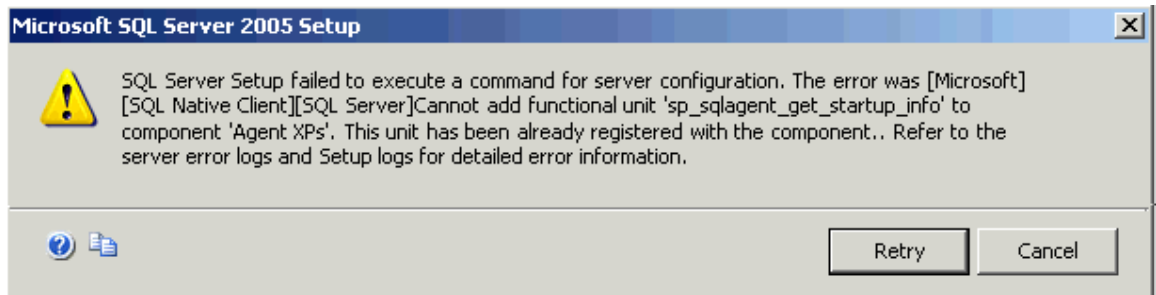 Microsoft SQL Server 2005 Setup
SQL Server Setup failed to execute a command for server configuration. The error was [Microsoft]
[SQL Native Client][SQL Server]Cannot add functional unit 'sp_sqlagent_get_startup_info' to
component 'Agent XPs'. This unit has been already registered with the component.. Refer to the
server error logs and Setup logs for detailed error information.
Retry Cancel